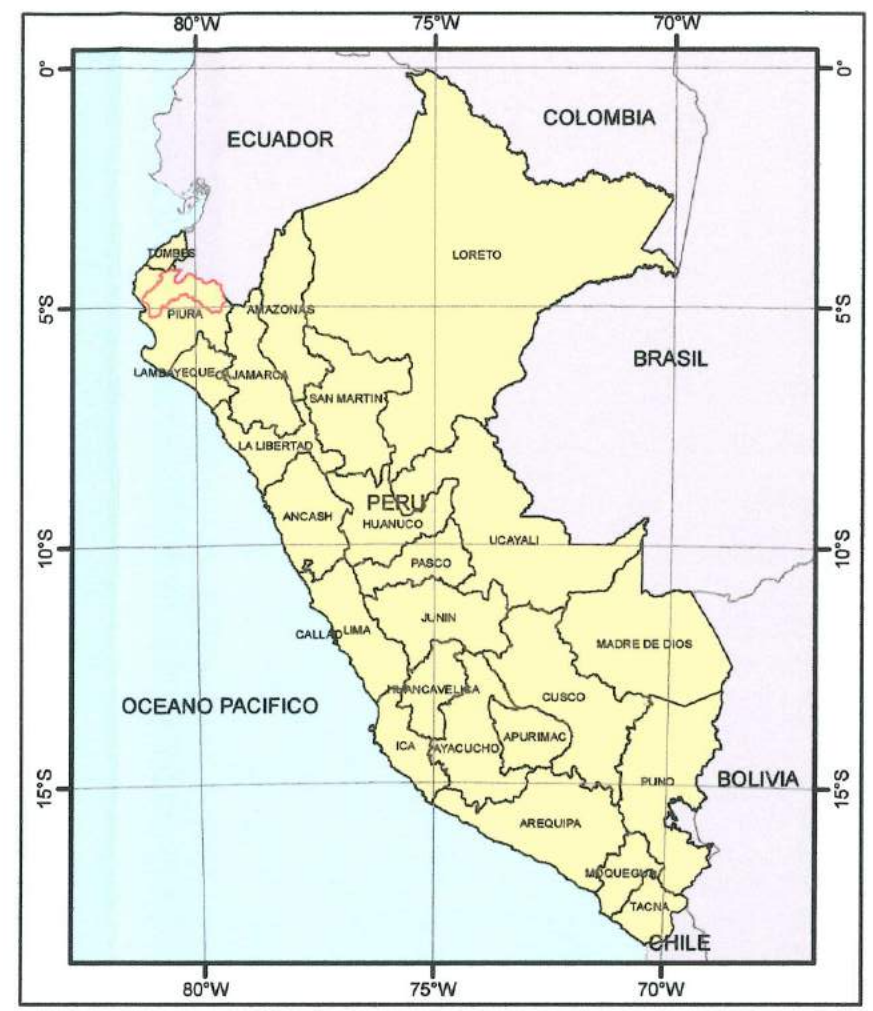 80°W 75°W 70°W
0° 0°
COLOMBIA
ECUADOR
LORETO
TUMBES
5°S AMAZONAS 5°S
PIURA
BRASIL
LAMBAYEQUE CAJAMARCA
SAN MARTIN
LA LIBERTAD
PERU
ANCASH HUANUCO
UCAYALI
10°S 10°S
PASCO
JUNIN
CALLAO LIMA
MADRE DE DIOS
HUANCAVELICA
CUSCO
OCEANO PACIFICO
ICA AYACUCHO APURIMAC
PUNO BOLIVIA
15°S 15°S
AREQUIPA
MOQUEGUA
TACNA
CHILE
80°W 75°W 70°W